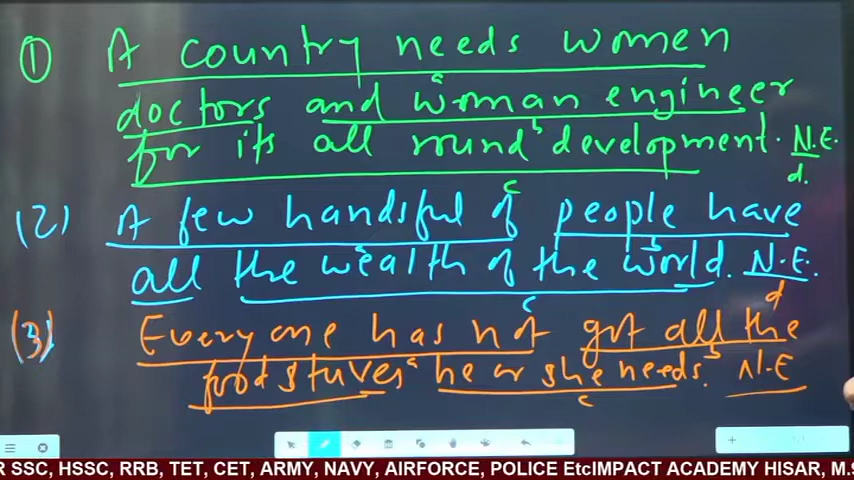 (1) A country needs women
a
doctors and woman engineer
b
for its all round development. N.E.
c d.
(2) A few handsful of people have
a b
all the wealth of the world. N.E.
c d
(3) Everyone has not got all the
a b
foodstuves he or she needs. N.E
c
R SSC, HSSC, RRB, TET, CET, ARMY, NAVY, AIRFORCE, POLICE EtcIMPACT ACADEMY HISAR, M.S